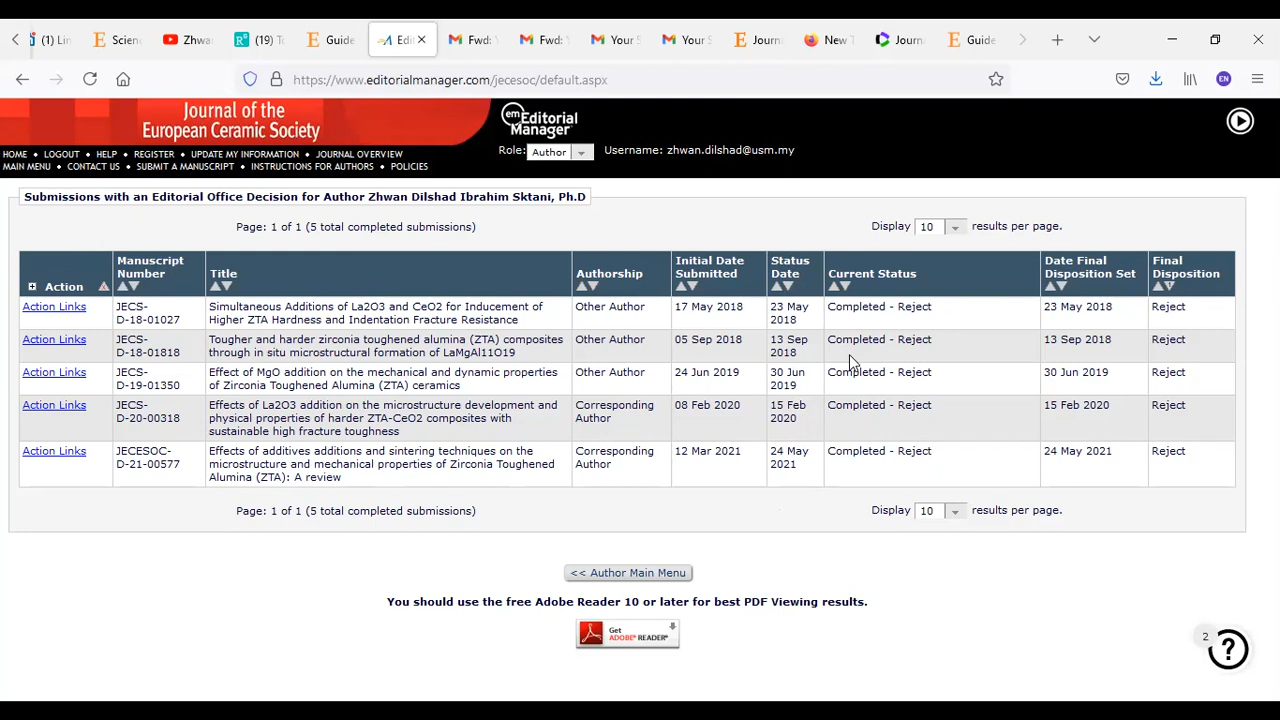 (1) Lin
Scienc
Zhwa
(19) To
Guide
Edi
Fwd: \
Fwd: \
Your S
Your S
Journa
New T
Journ
Guide
https://www.editorialmanager.com/jecesoc/default.aspx
EN
Journal of the
European Ceramic Society
em Editorial
Manager
Role: Author Username: zhwan.dilshad@usm.my
HOME • LOGOUT • HELP • REGISTER • UPDATE MY INFORMATION • JOURNAL OVERVIEW
MAIN MENU • CONTACT US • SUBMIT A MANUSCRIPT • INSTRUCTIONS FOR AUTHORS • POLICIES
Submissions with an Editorial Office Decision for Author Zhwan Dilshad Ibrahim Sktani, Ph.D
Page: 1 of 1 (5 total completed submissions)
Display 10 results per page.
Action
Manuscript
Number
Title
Authorship
Initial Date
Submitted
Status
Date
Current Status
Date Final
Disposition Set
Final
Disposition
Action Links
JECS-
D-18-01027
Simultaneous Additions of La2O3 and CeO2 for Inducement of
Higher ZTA Hardness and Indentation Fracture Resistance
Other Author
17 May 2018
23 May
2018
Completed - Reject
23 May 2018
Reject
Action Links
JECS-
D-18-01818
Tougher and harder zirconia toughened alumina (ZTA) composites
through in situ microstructural formation of LaMgAl11O19
Other Author
05 Sep 2018
13 Sep
2018
Completed - Reject
13 Sep 2018
Reject
Action Links
JECS-
D-19-01350
Effect of MgO addition on the mechanical and dynamic properties
of Zirconia Toughened Alumina (ZTA) ceramics
Other Author
24 Jun 2019
30 Jun
2019
Completed - Reject
30 Jun 2019
Reject
Action Links
JECS-
D-20-00318
Effects of La2O3 addition on the microstructure development and
physical properties of harder ZTA-CeO2 composites with
sustainable high fracture toughness
Corresponding
Author
08 Feb 2020
15 Feb
2020
Completed - Reject
15 Feb 2020
Reject
Action Links
JECESOC-
D-21-00577
Effects of additives additions and sintering techniques on the
microstructure and mechanical properties of Zirconia Toughened
Alumina (ZTA): A review
Corresponding
Author
12 Mar 2021
24 May
2021
Completed - Reject
24 May 2021
Reject
Page: 1 of 1 (5 total completed submissions)
Display 10 results per page.
<< Author Main Menu
You should use the free Adobe Reader 10 or later for best PDF Viewing results.
Get
ADOBE® READER®
2
?